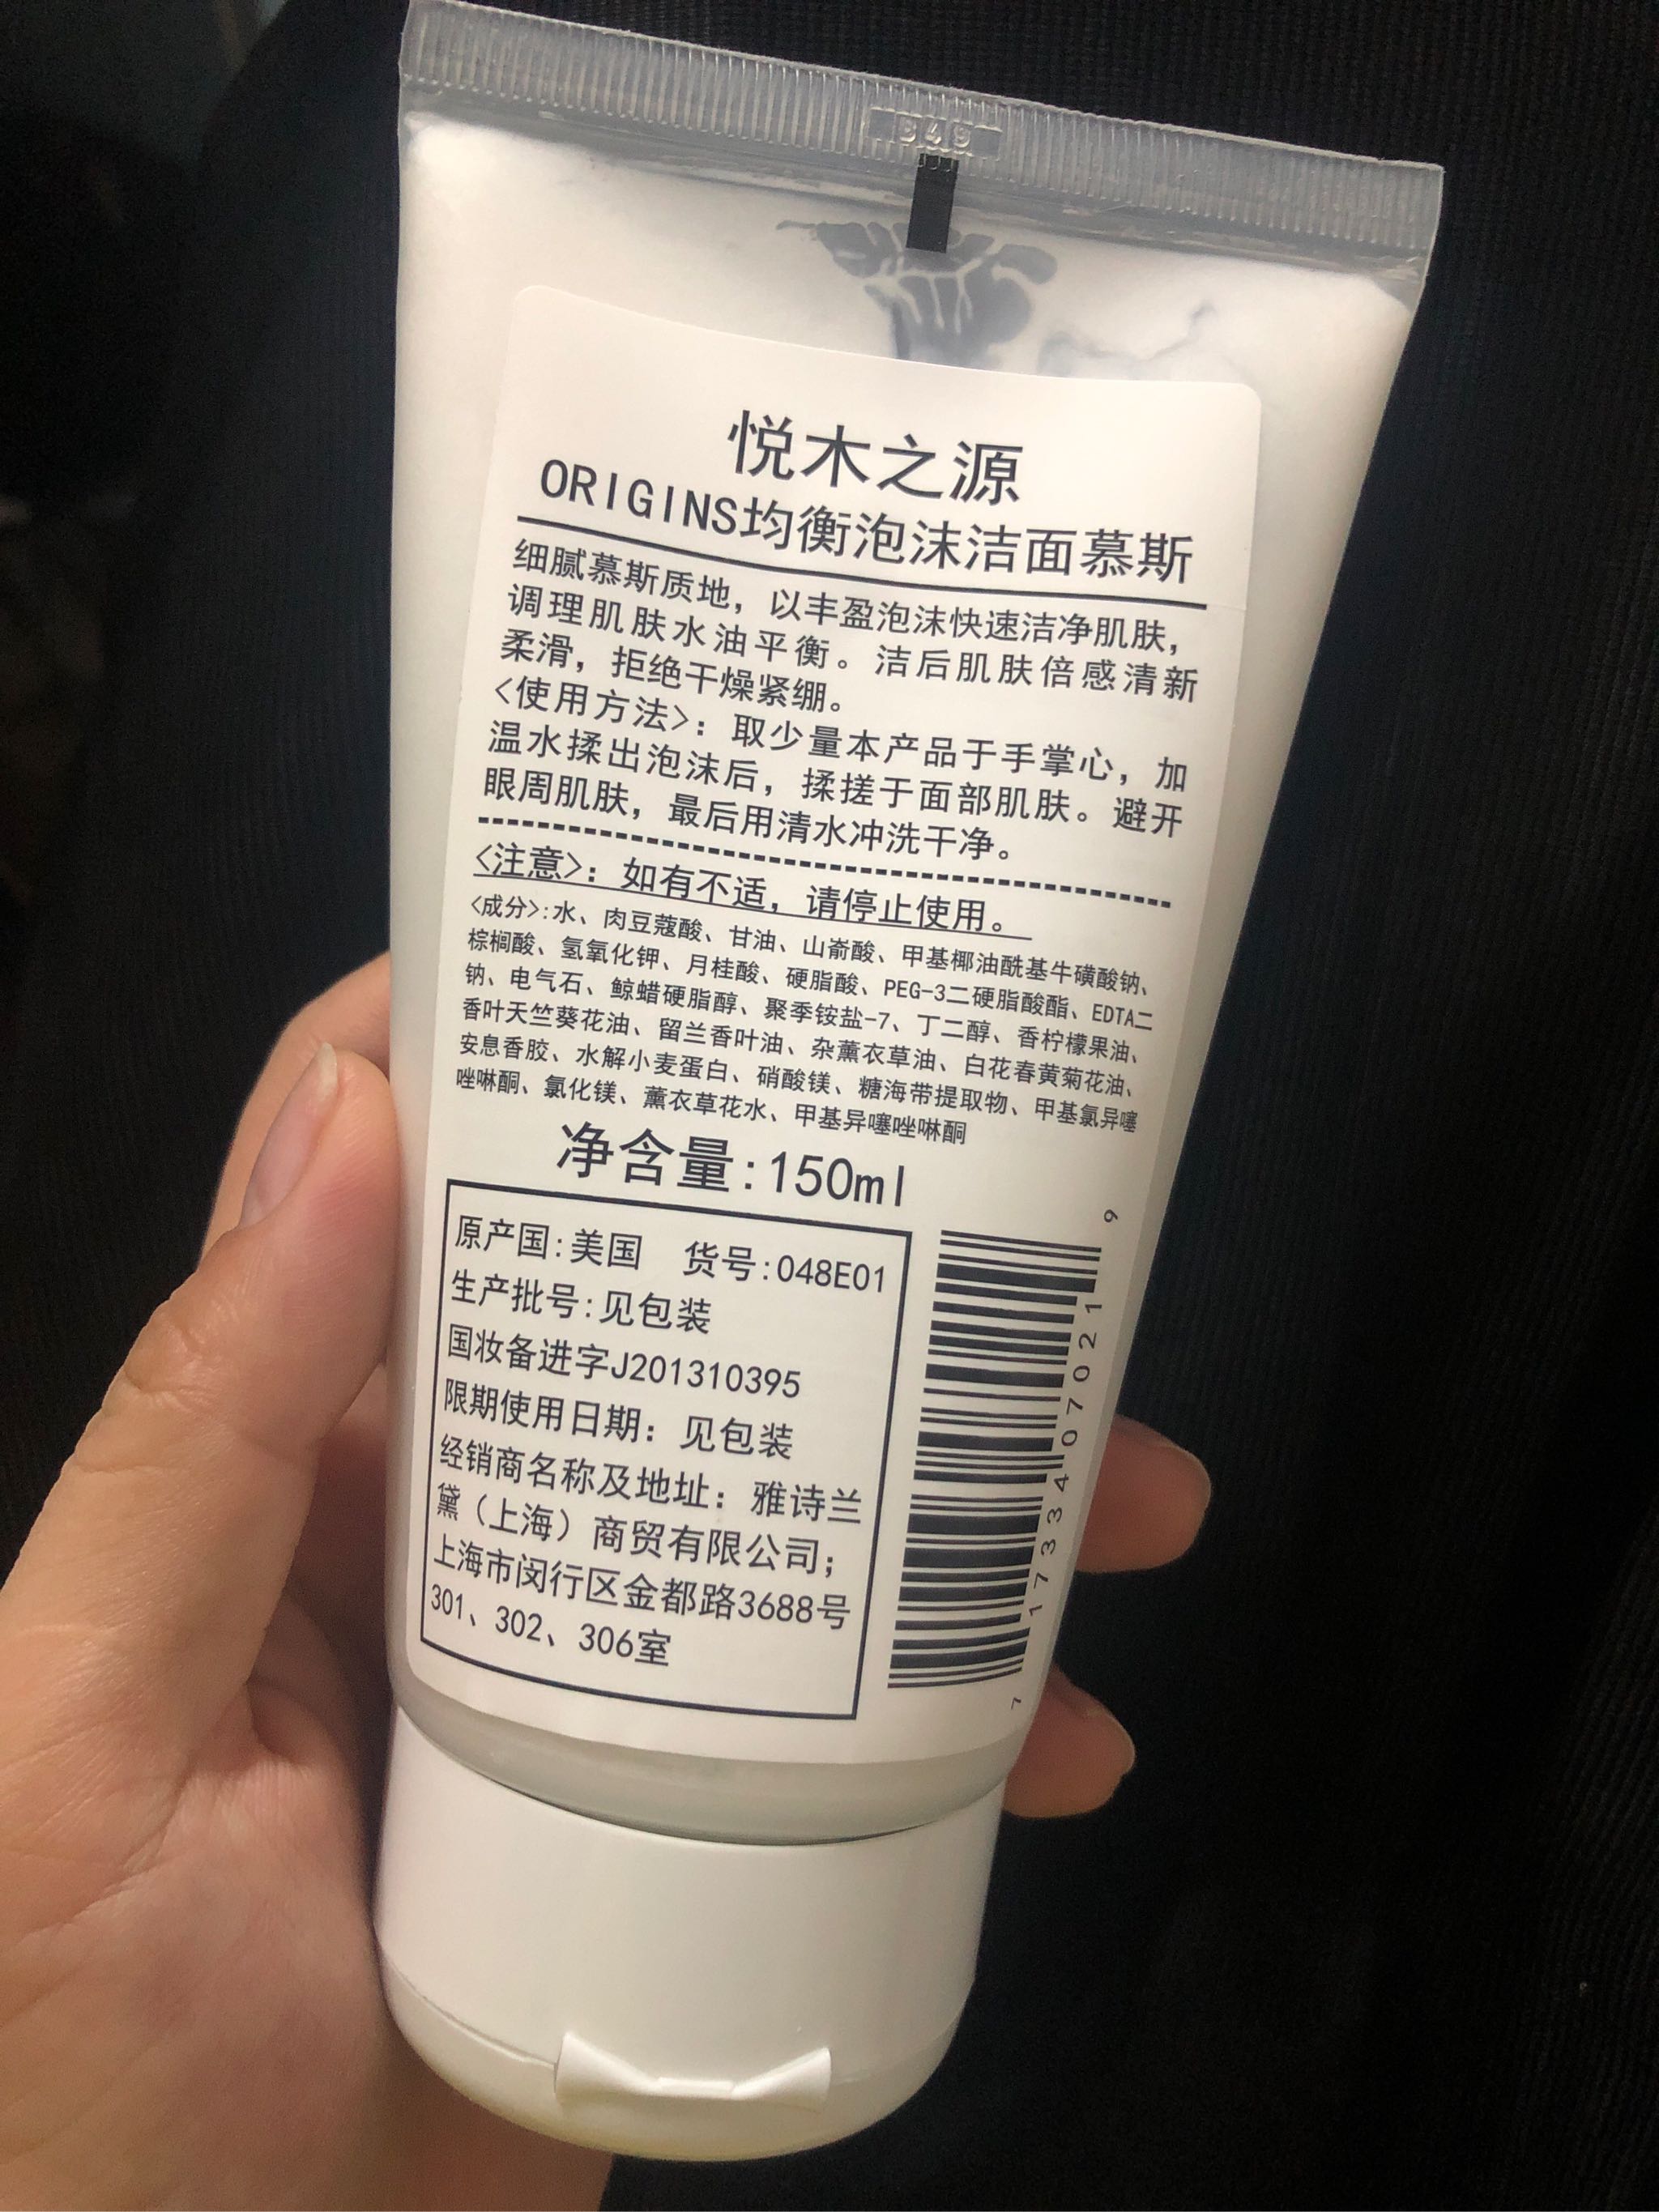 949
悦木之源
ORIGINS均衡泡沫洁面慕斯
细腻慕斯质地，以丰盈泡沫快速洁净肌肤，
调理肌肤水油平衡。洁后肌肤倍感清新
柔滑，拒绝干燥紧绷。
<使用方法>：取少量本产品于手掌心，加
温水揉出泡沫后，揉搓于面部肌肤。避开
眼周肌肤，最后用清水冲洗干净。
<注意>：如有不适，请停止使用。
<成分>:水、肉豆蔻酸、甘油、山嵛酸、甲基椰油酰基牛磺酸钠、
棕榈酸、氢氧化钾、月桂酸、硬脂酸、PEG-3二硬脂酸酯、EDTA二
钠、电气石、鲸蜡硬脂醇、聚季铵盐-7、丁二醇、香柠檬果油、
香叶天竺葵花油、留兰香叶油、杂薰衣草油、白花春黄菊花油、
安息香胶、水解小麦蛋白、硝酸镁、糖海带提取物、甲基氯异噻
唑啉酮、氯化镁、薰衣草花水、甲基异噻唑啉酮
净含量:150ml
原产国:美国 货号:048E01
生产批号:见包装
国妆备进字J201310395
限期使用日期：见包装
经销商名称及地址：雅诗兰
黛（上海）商贸有限公司；
上海市闵行区金都路3688号
301、302、306室
7 17334 07021 9